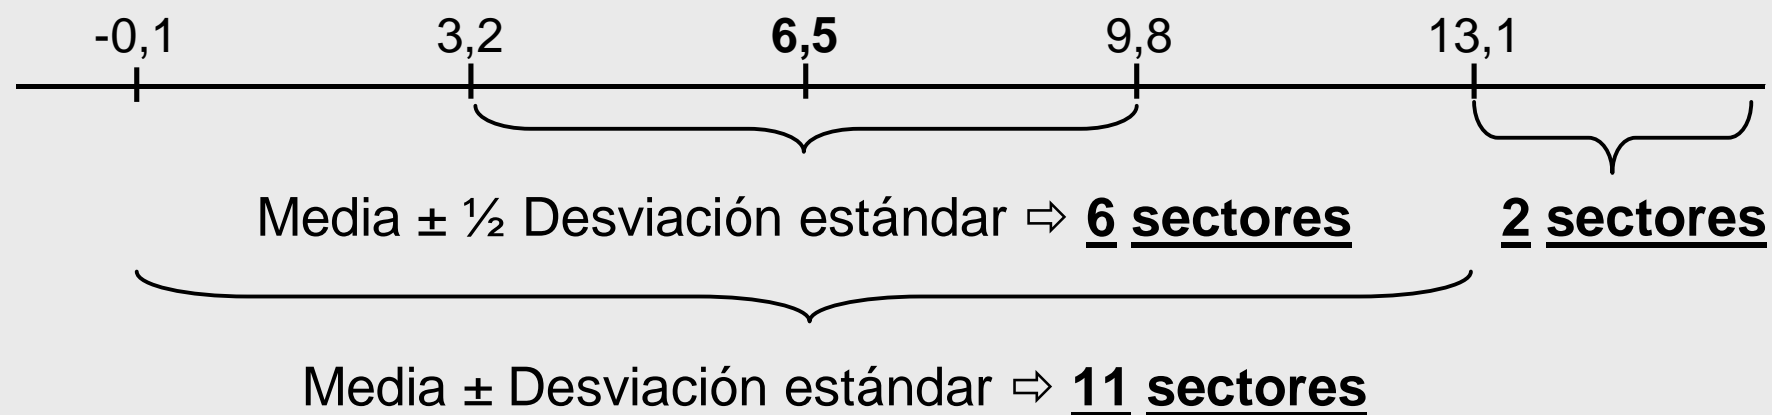 -0,1 3,2 6,5 9,8 13,1
Media ± ½ Desviación estándar ⇨ 6 sectores 2 sectores
Media ± Desviación estándar ⇨ 11 sectores